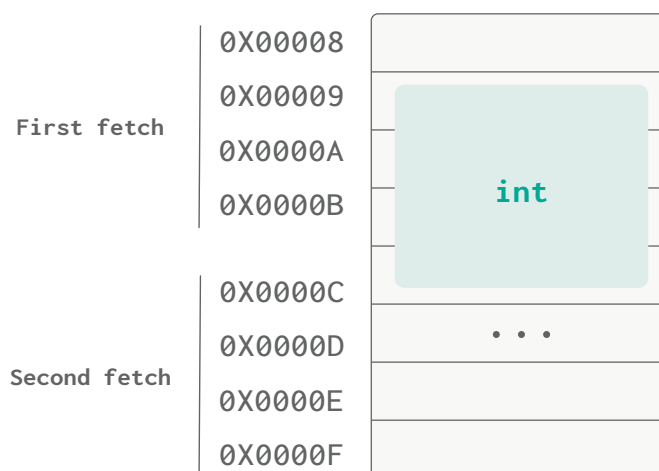 0X00008
0X00009
First fetch
0X0000A
int
0X0000B
0X0000C
0X0000D
...
Second fetch
0X0000E
0X0000F